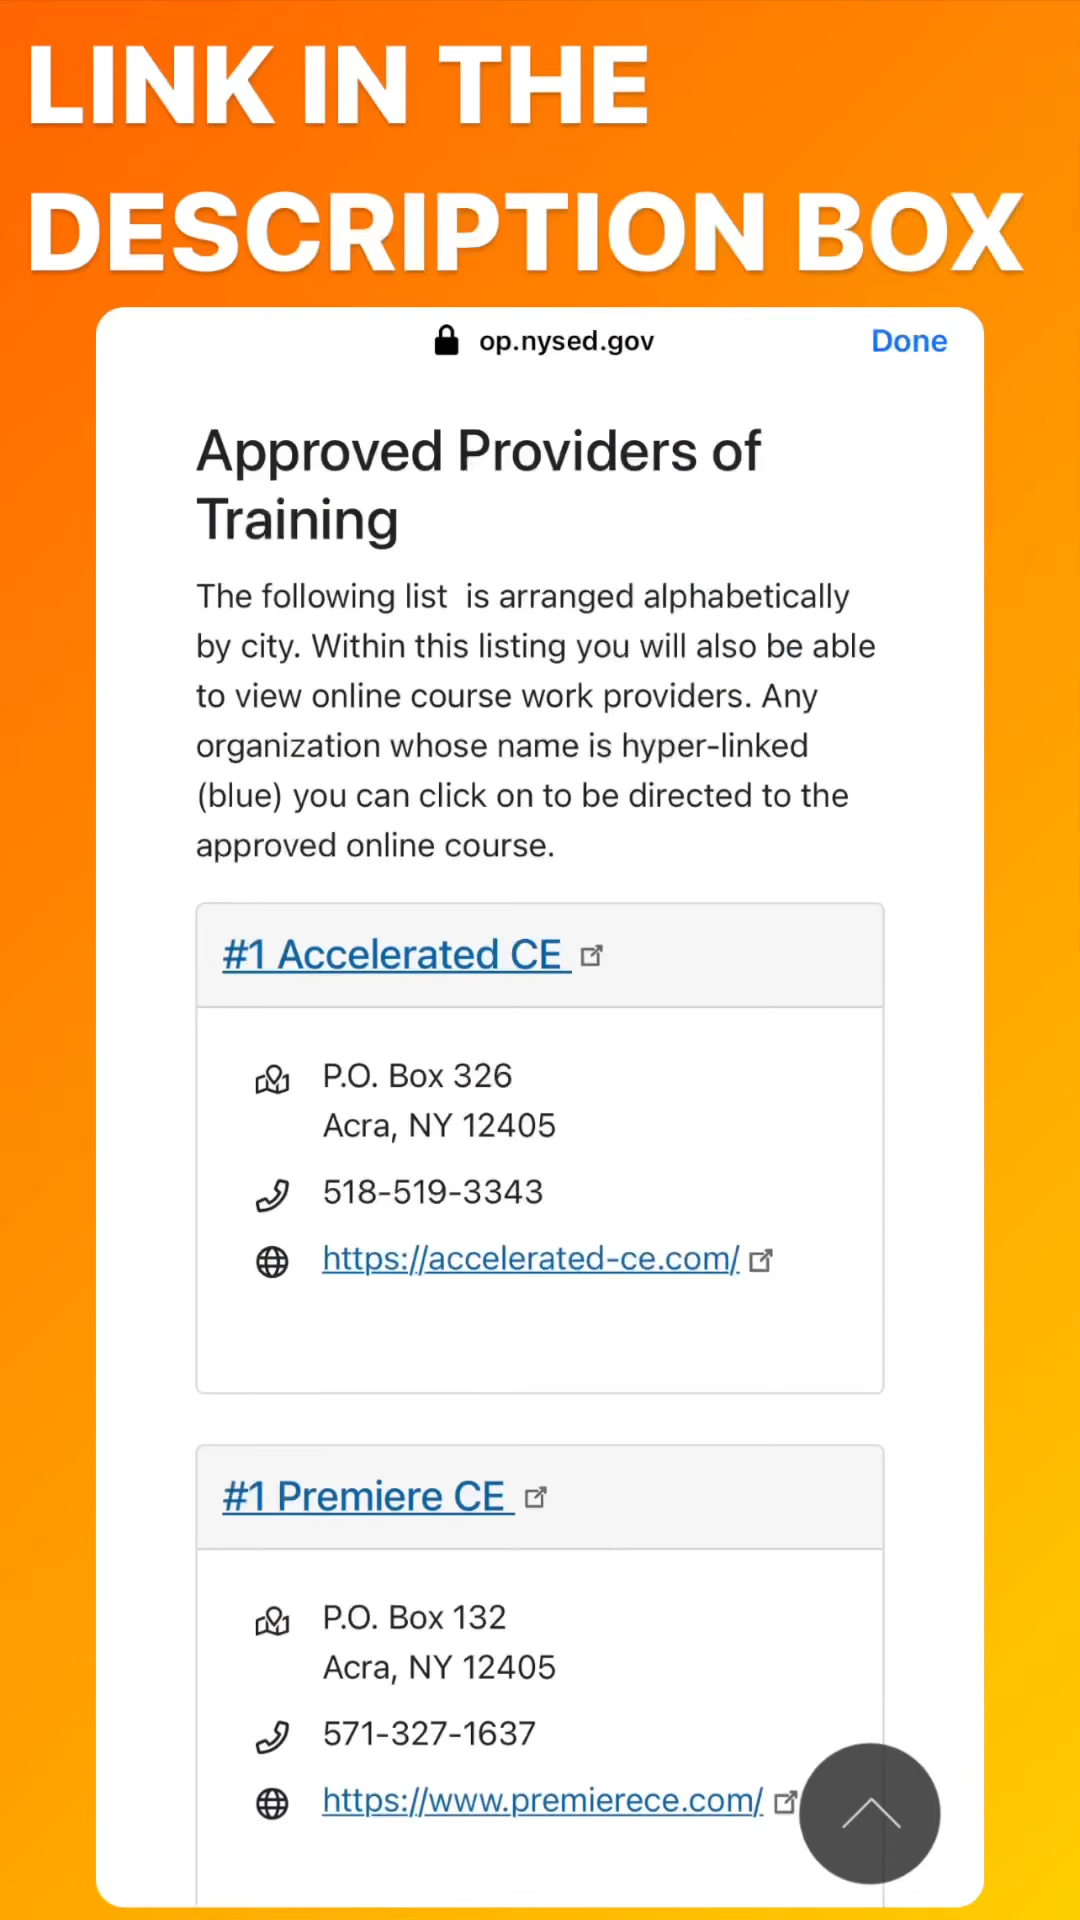 LINK IN THE
DESCRIPTION BOX
op.nysed.gov
Done
Approved Providers of
Training
The following list  is arranged alphabetically
by city. Within this listing you will also be able
to view online course work providers. Any
organization whose name is hyper-linked
(blue) you can click on to be directed to the
approved online course.
#1 Accelerated CE
P.O. Box 326
Acra, NY 12405
518-519-3343
https://accelerated-ce.com/
#1 Premiere CE
P.O. Box 132
Acra, NY 12405
571-327-1637
https://www.premierece.com/